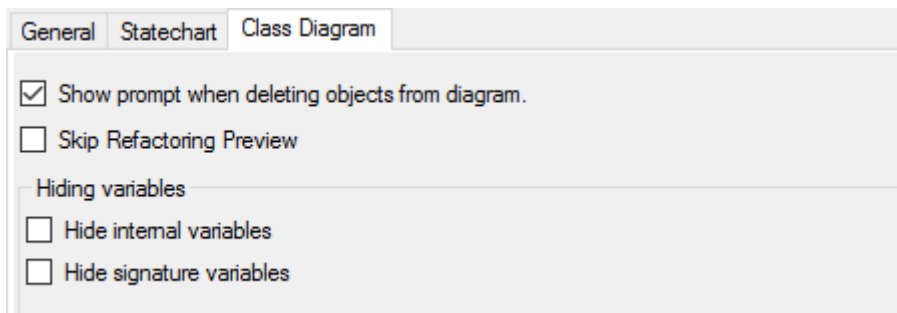 General Statechart Class Diagram
Show prompt when deleting objects from diagram.
Skip Refactoring Preview
Hiding variables
Hide internal variables
Hide signature variables